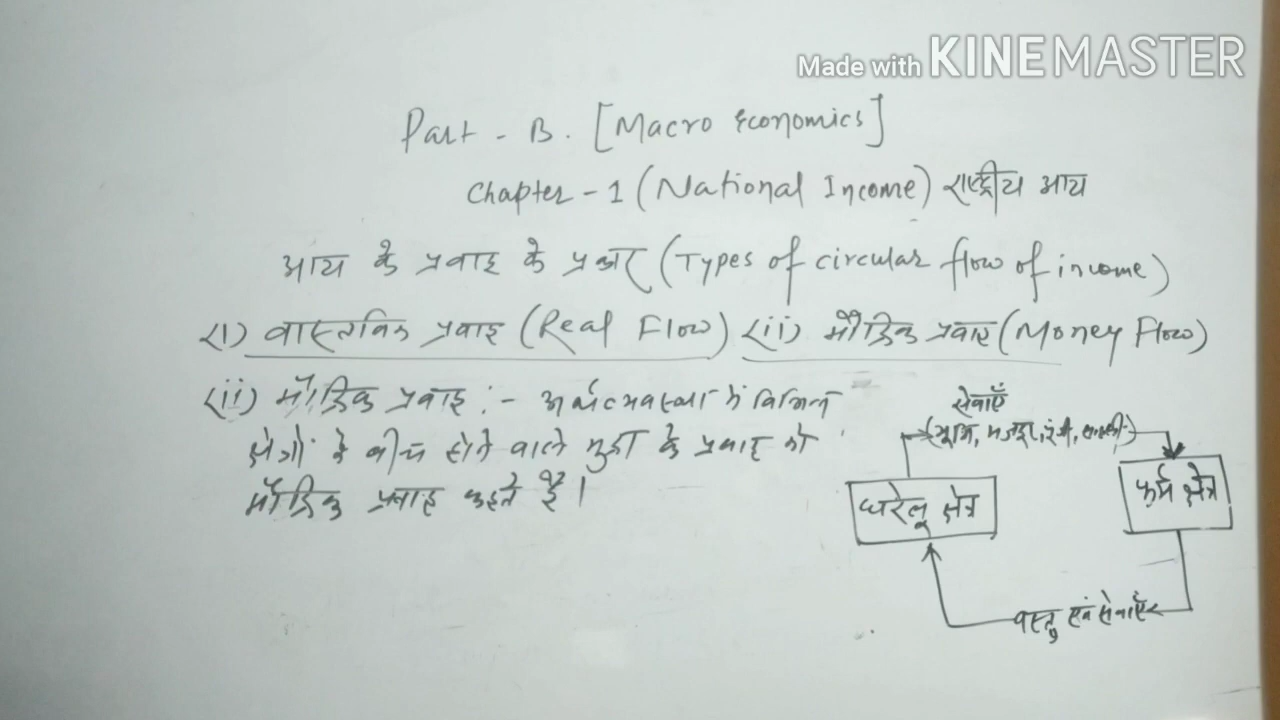 Made with KINEMASTER
Part - B. [Macro Economics]
Chapter - 1 (National Income) राष्ट्रीय आय
आय के प्रवाह के प्रकार (Types of circular flow of income)
(i) वास्तविक प्रवाह (Real Flow) (ii) मौद्रिक प्रवाह (Money Flow)
(ii) मौद्रिक प्रवाह :- अर्थव्यवस्था में विभिन्न
क्षेत्रों के बीच होने वाले मुद्रा के प्रवाह को
मौद्रिक प्रवाह कहते हैं।
सेवाएँ
(भूमि, मजदूर, पूंजी,
घरेलू क्षेत्र
फर्म क्षेत्र
वस्तु एवं सेवाएँ